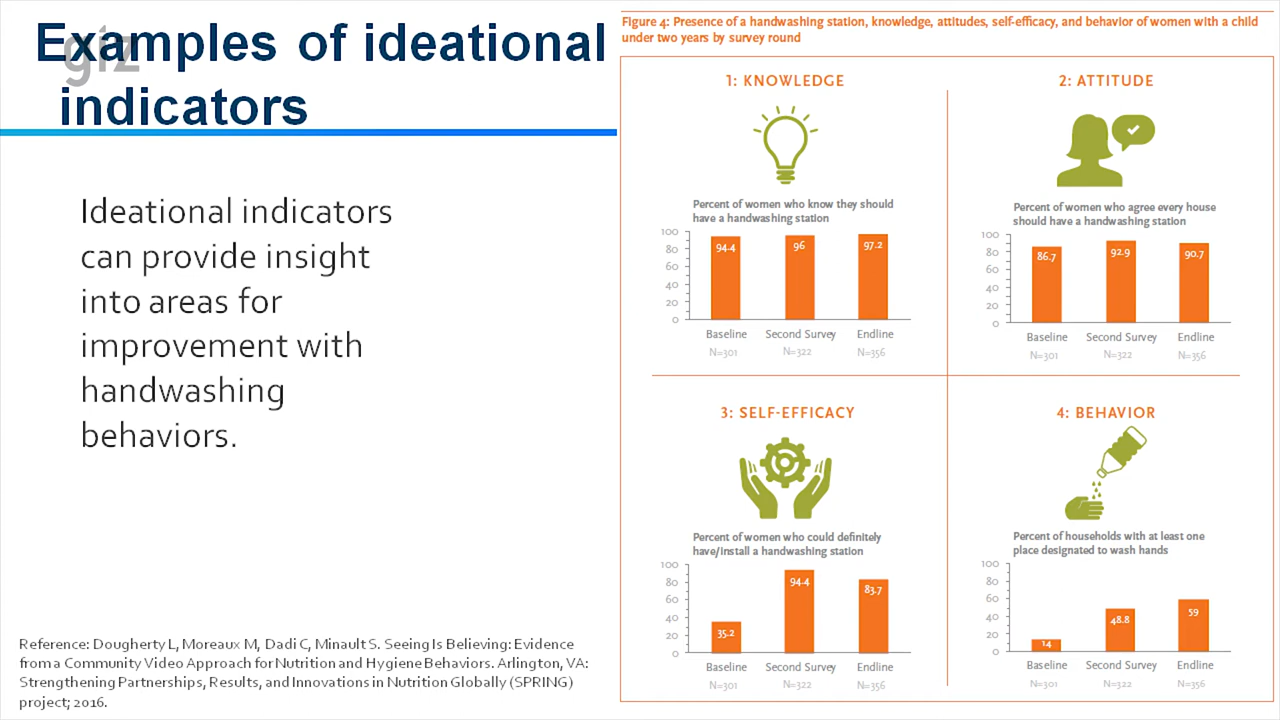 Examples of ideational
indicators
giz
Ideational indicators
can provide insight
into areas for
improvement with
handwashing
behaviors.
Reference: Dougherty L, Moreaux M, Dadi C, Minault S. Seeing Is Believing: Evidence
from a Community Video Approach for Nutrition and Hygiene Behaviors. Arlington, VA:
Strengthening Partnerships, Results, and Innovations in Nutrition Globally (SPRING)
project; 2016.
Figure 4: Presence of a handwashing station, knowledge, attitudes, self-efficacy, and behavior of women with a child
under two years by survey round
1: KNOWLEDGE
Percent of women who know they should
have a handwashing station
100
80
60
40
20
0
94.4
96
97.2
Baseline Second Survey Endline
N=301 N=322 N=356
2: ATTITUDE
Percent of women who agree every house
should have a handwashing station
100
80
60
40
20
0
86.7
92.9
90.7
Baseline Second Survey Endline
N=301 N=322 N=356
3: SELF-EFFICACY
Percent of women who could definitely
have/install a handwashing station
100
80
60
40
20
0
35.2
94.4
83.7
Baseline Second Survey Endline
N=301 N=322 N=356
4: BEHAVIOR
Percent of households with at least one
place designated to wash hands
100
80
60
40
20
0
14
48.8
59
Baseline Second Survey Endline
N=301 N=322 N=356